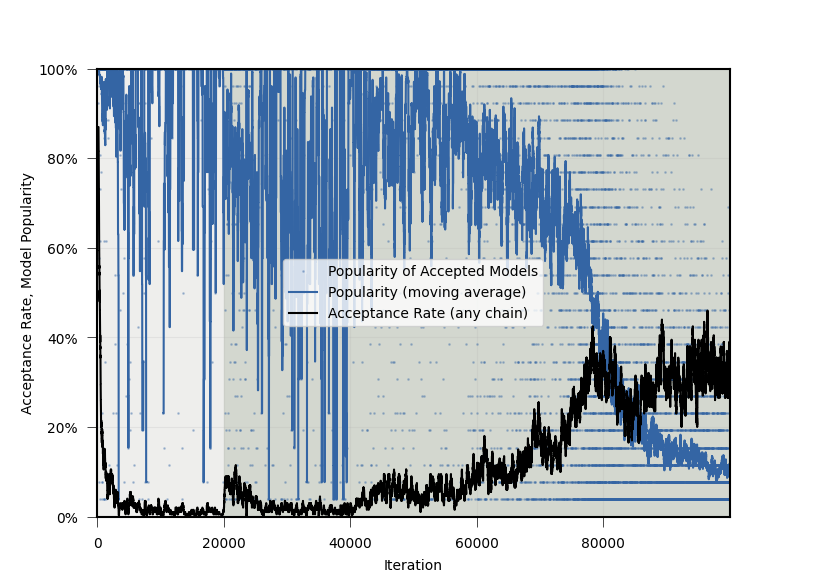 100%
80%
60%
40%
20%
0%
Acceptance Rate, Model Popularity
Popularity of Accepted Models
Popularity (moving average)
Acceptance Rate (any chain)
0
20000
40000
60000
80000
Iteration